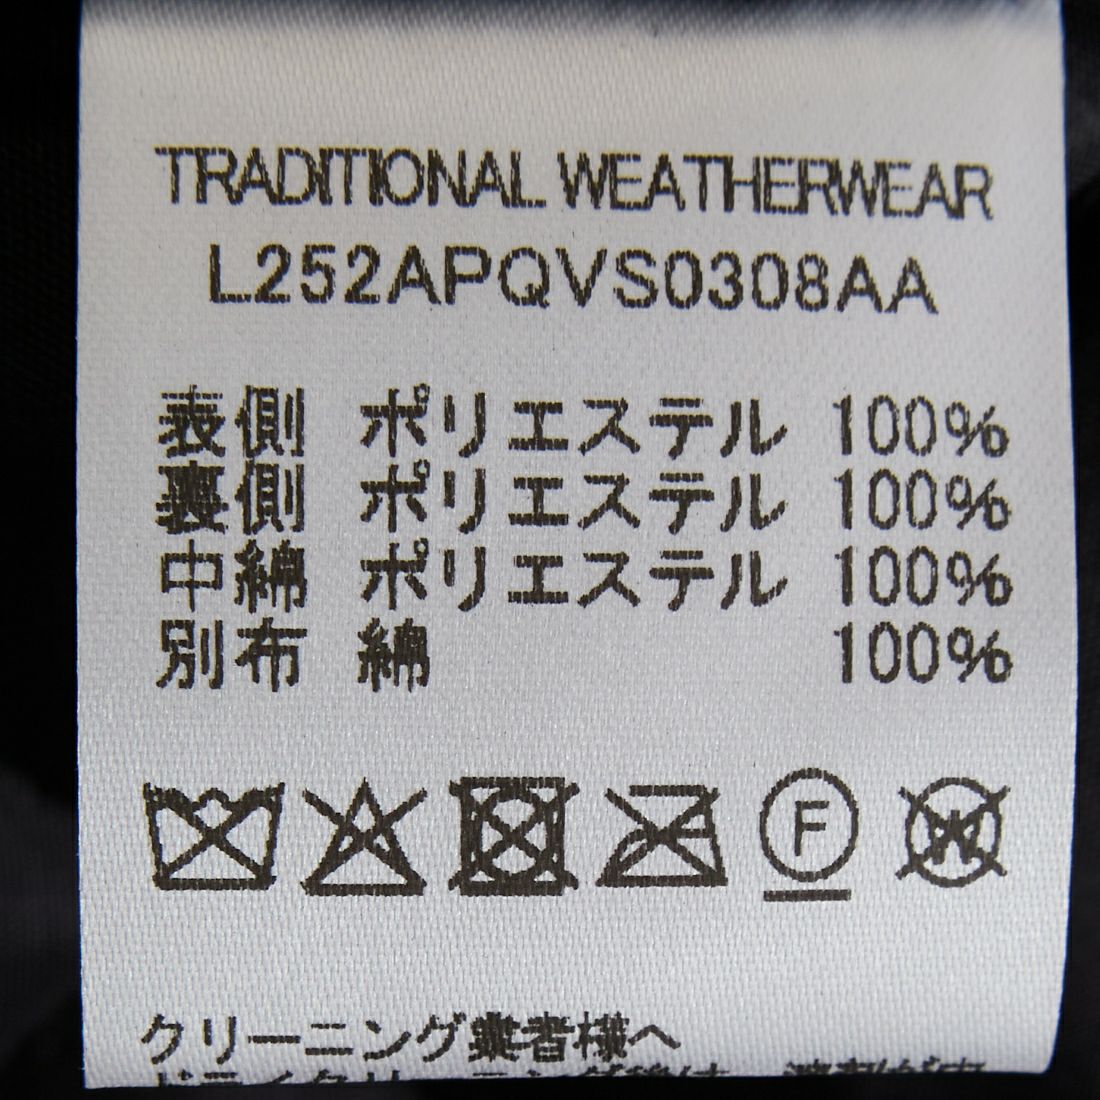 TRADITIONAL WEATHERWEAR
L252APQVS0308AA
表側 ポリエステル 100%
裏側 ポリエステル 100%
中綿 ポリエステル 100%
別布 綿 100%
F
W
クリーニング業者様へ